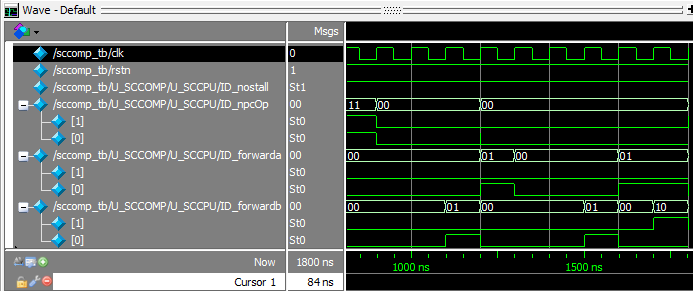 Wave - Default
Msgs
/sccomp_tb/clk 0
/sccomp_tb/rstn 1
/sccomp_tb/U_SCCOMP/U_SCCPU/ID_nostall St1
/sccomp_tb/U_SCCOMP/U_SCCPU/ID_npcOp 00 11 00 00
[1] St0
[0] St0
/sccomp_tb/U_SCCOMP/U_SCCPU/ID_forwarda 00 00 01 00 01
[1] St0
[0] St0
/sccomp_tb/U_SCCOMP/U_SCCPU/ID_forwardb 00 00 01 00 01 00 10
[1] St0
[0] St0
Now 1800 ns 1000 ns 1500 ns
Cursor 1 84 ns